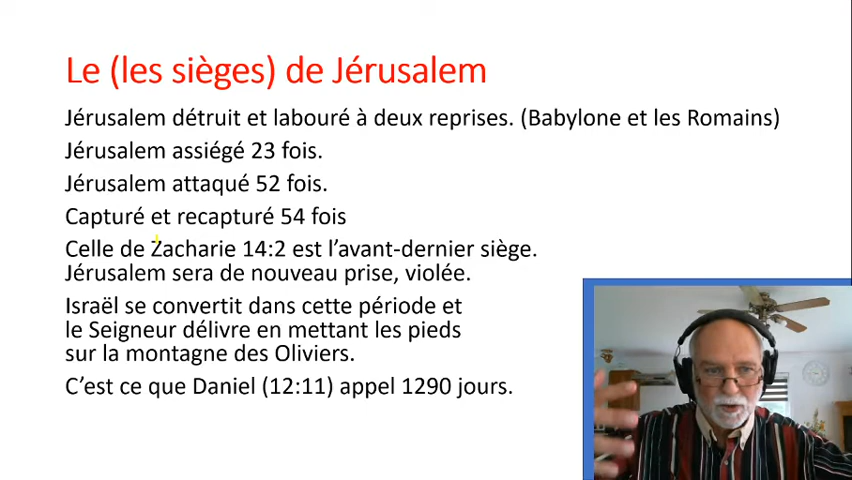 Le (les sièges) de Jérusalem
Jérusalem détruit et labouré à deux reprises. (Babylone et les Romains)
Jérusalem assiégé 23 fois.
Jérusalem attaqué 52 fois.
Capturé et recapturé 54 fois
Celle de Zacharie 14:2 est l’avant-dernier siège.
Jérusalem sera de nouveau prise, violée.
Israël se convertit dans cette période et
le Seigneur délivre en mettant les pieds
sur la montagne des Oliviers.
C’est ce que Daniel (12:11) appel 1290 jours.